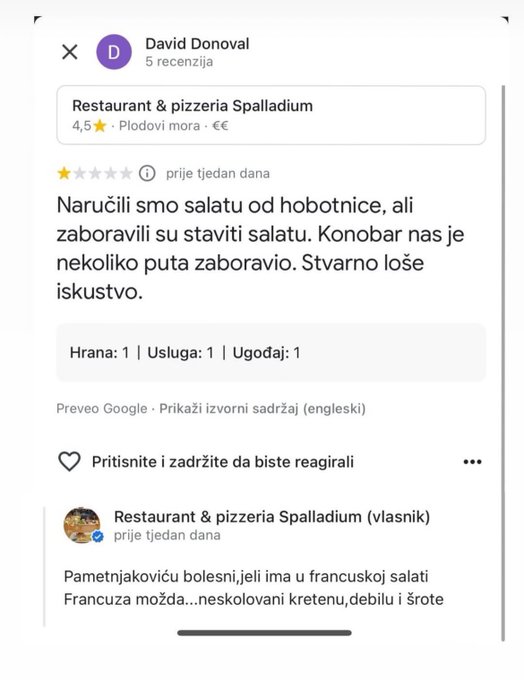 David Donoval
5 recenzija
Restaurant & pizzeria Spalladium
4,5★ · Plodovi mora · €€
prije tjedan dana
Naručili smo salatu od hobotnice, ali
zaboravili su staviti salatu. Konobar nas je
nekoliko puta zaboravio. Stvarno loše
iskustvo.
Hrana: 1 | Usluga: 1 | Ugođaj: 1
Preveo Google · Prikaži izvorni sadržaj (engleski)
Pritisnite i zadržite da biste reagirali
Restaurant & pizzeria Spalladium (vlasnik)
prije tjedan dana
Pametnjakoviću bolesni,jeli ima u francuskoj salati
Francuza možda...neskolovani kretenu,debilu i šrote